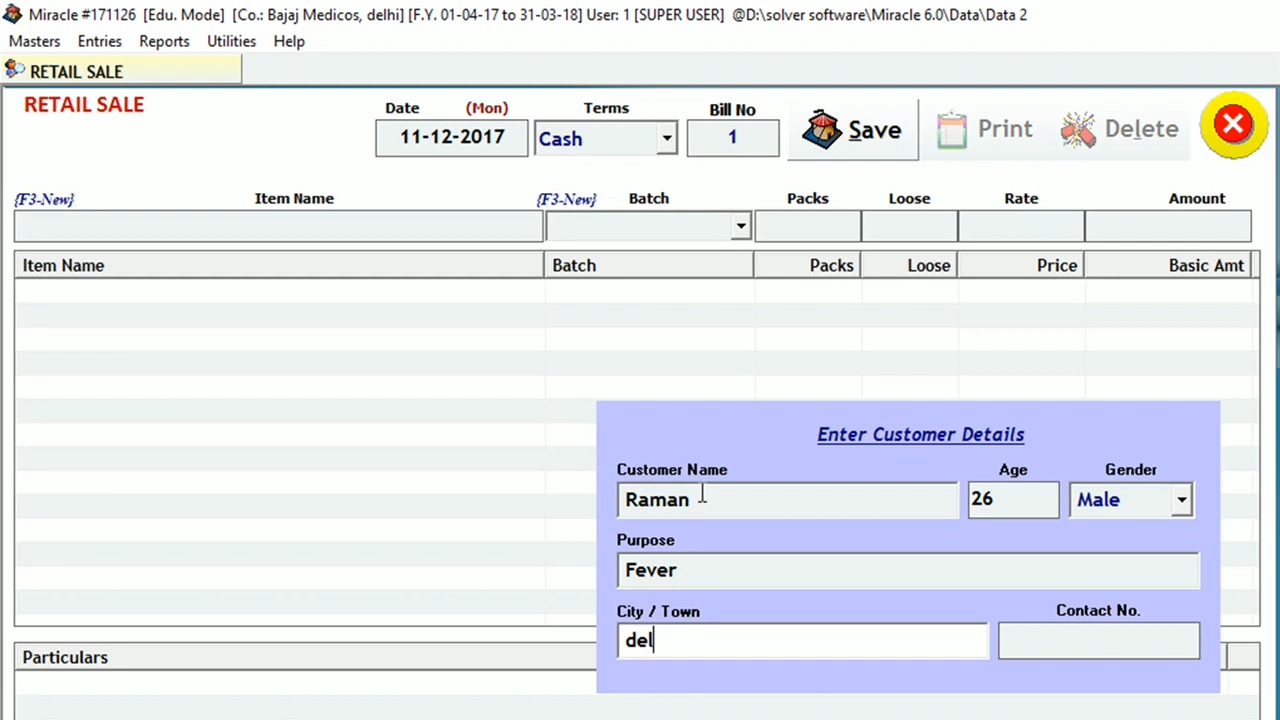 Miracle #171126 [Edu. Mode] [Co.: Bajaj Medicos, delhi] [F.Y. 01-04-17 to 31-03-18] User: 1 [SUPER USER] @D:\solver software\Miracle 6.0\Data\Data 2
Masters Entries Reports Utilities Help
RETAIL SALE
RETAIL SALE
Date (Mon) Terms Bill No
11-12-2017 Cash 1 Save Print Delete
{F3-New} Item Name {F3-New} Batch Packs Loose Rate Amount
Item Name Batch Packs Loose Price Basic Amt
Enter Customer Details
Customer Name Age Gender
Raman 26 Male
Purpose
Fever
City / Town Contact No.
del
Particulars